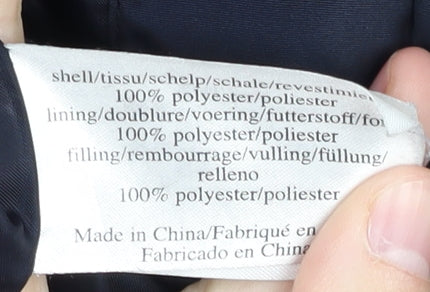 shell/tissu/schelp/schale/revestimie
100% polyester/poliester
lining/doublure/voering/futterstoff/for
100% polyester/poliester
filling/rembourrage/vulling/füllung/
relleno
100% polyester/poliester
Made in China/Fabriqué en
Fabricado en China